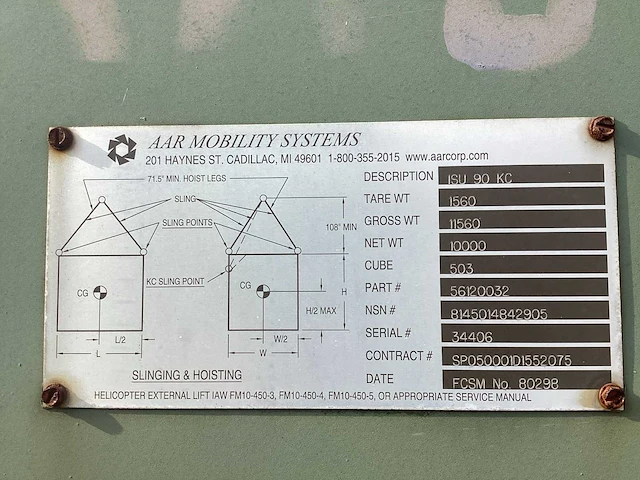 AAR MOBILITY SYSTEMS
201 HAYNES ST. CADILLAC, MI 49601 1-800-355-2015 www.aarcorp.com
71.5" MIN. HOIST LEGS
SLING
SLING POINTS
108" MIN
KC SLING POINT
CG
CG
H
H/2 MAX
L/2
W/2
L
W
SLINGING & HOISTING
DESCRIPTION ISU 90 KC
TARE WT 1560
GROSS WT 11560
NET WT 10000
CUBE 503
PART # 56120032
NSN # 8145014842905
SERIAL # 34406
CONTRACT # SP050001D1552075
DATE FCSM No. 80298
HELICOPTER EXTERNAL LIFT IAW FM10-450-3, FM10-450-4, FM10-450-5, OR APPROPRIATE SERVICE MANUAL